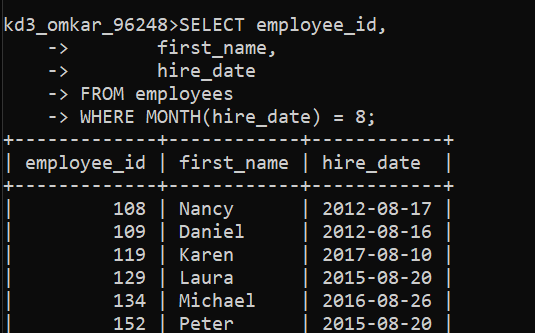 kd3_omkar_96248>SELECT employee_id,
    ->        first_name,
    ->        hire_date
    -> FROM employees
    -> WHERE MONTH(hire_date) = 8;
+-------------+------------+------------+
| employee_id | first_name | hire_date  |
+-------------+------------+------------+
|         108 | Nancy      | 2012-08-17 |
|         109 | Daniel     | 2012-08-16 |
|         119 | Karen      | 2017-08-10 |
|         129 | Laura      | 2015-08-20 |
|         134 | Michael    | 2016-08-26 |
|         152 | Peter      | 2015-08-20 |